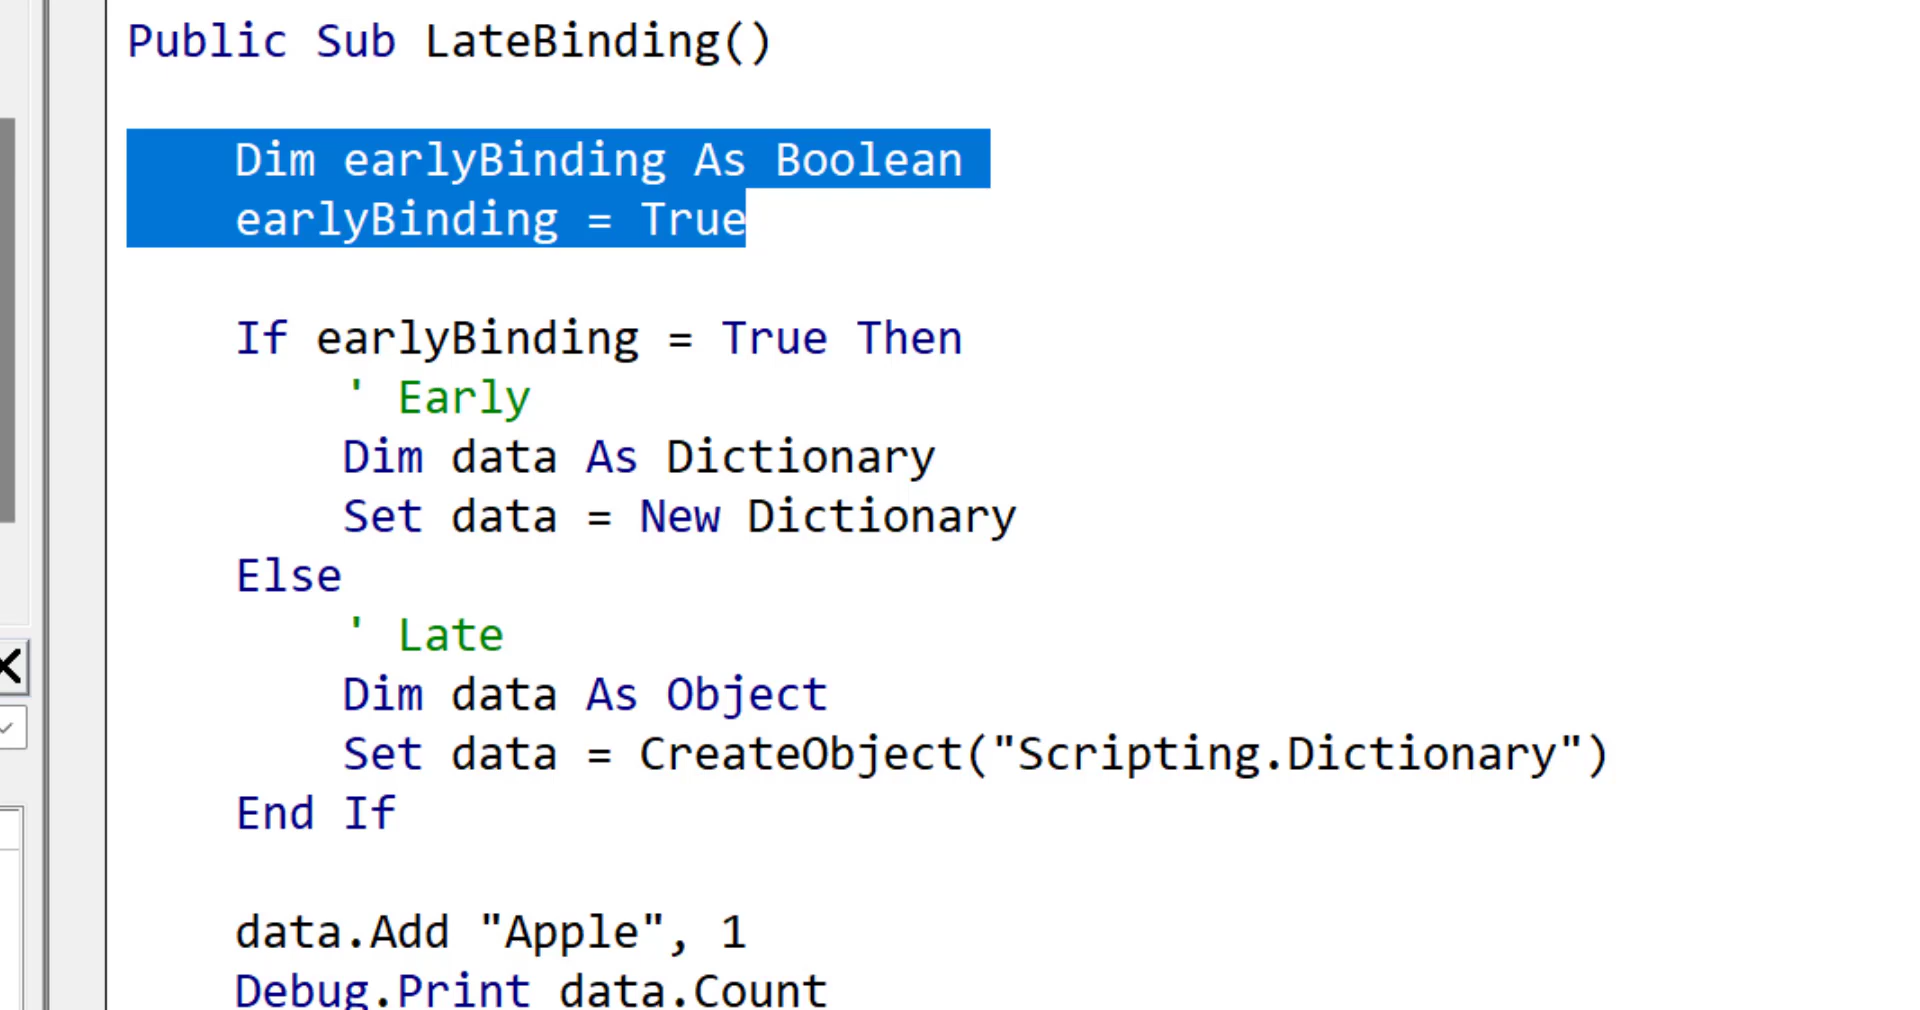 Public Sub LateBinding()
Dim earlyBinding As Boolean
earlyBinding = True
If earlyBinding = True Then
' Early
Dim data As Dictionary
Set data = New Dictionary
Else
' Late
Dim data As Object
Set data = CreateObject("Scripting.Dictionary")
End If
data.Add "Apple", 1
Debug.Print data.Count